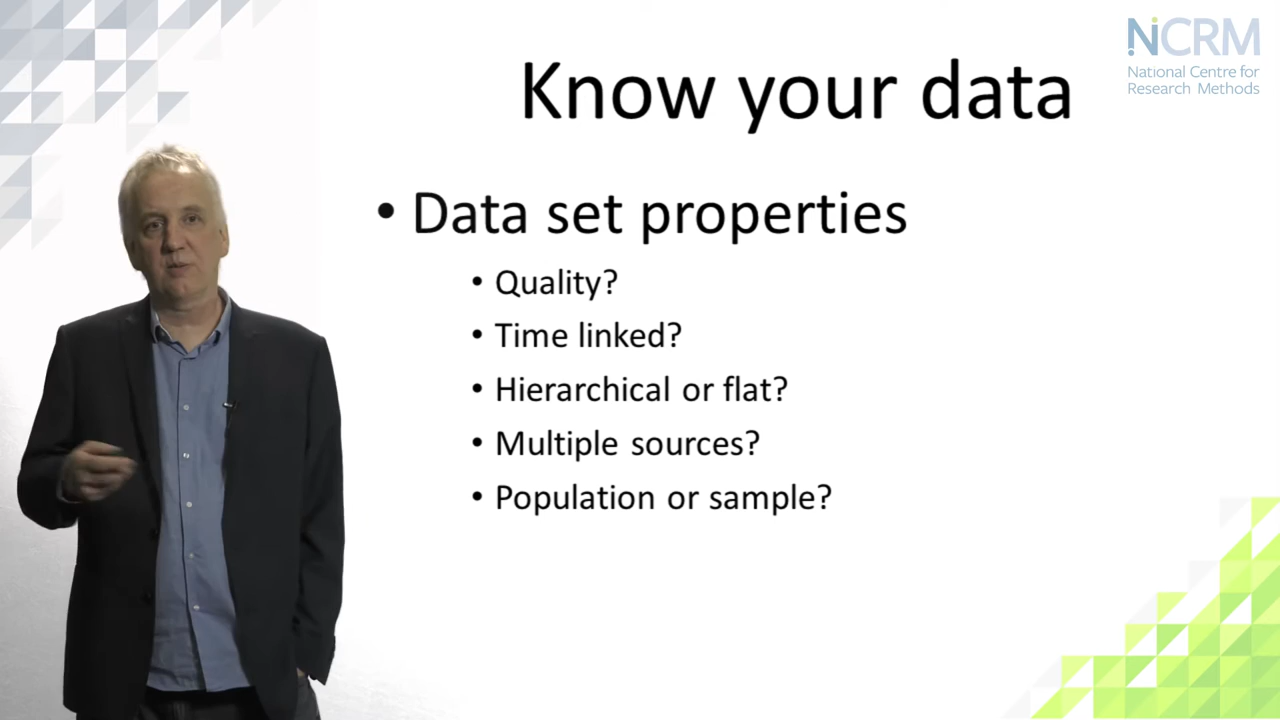 NCRM
National Centre for
Research Methods
Know your data
• Data set properties
• Quality?
• Time linked?
• Hierarchical or flat?
• Multiple sources?
• Population or sample?